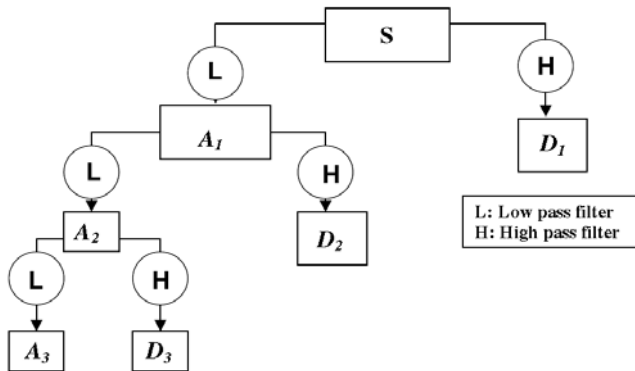 S
L
H
A1
D1
L
H
L: Low pass filter
H: High pass filter
A2
D2
L
H
A3
D3